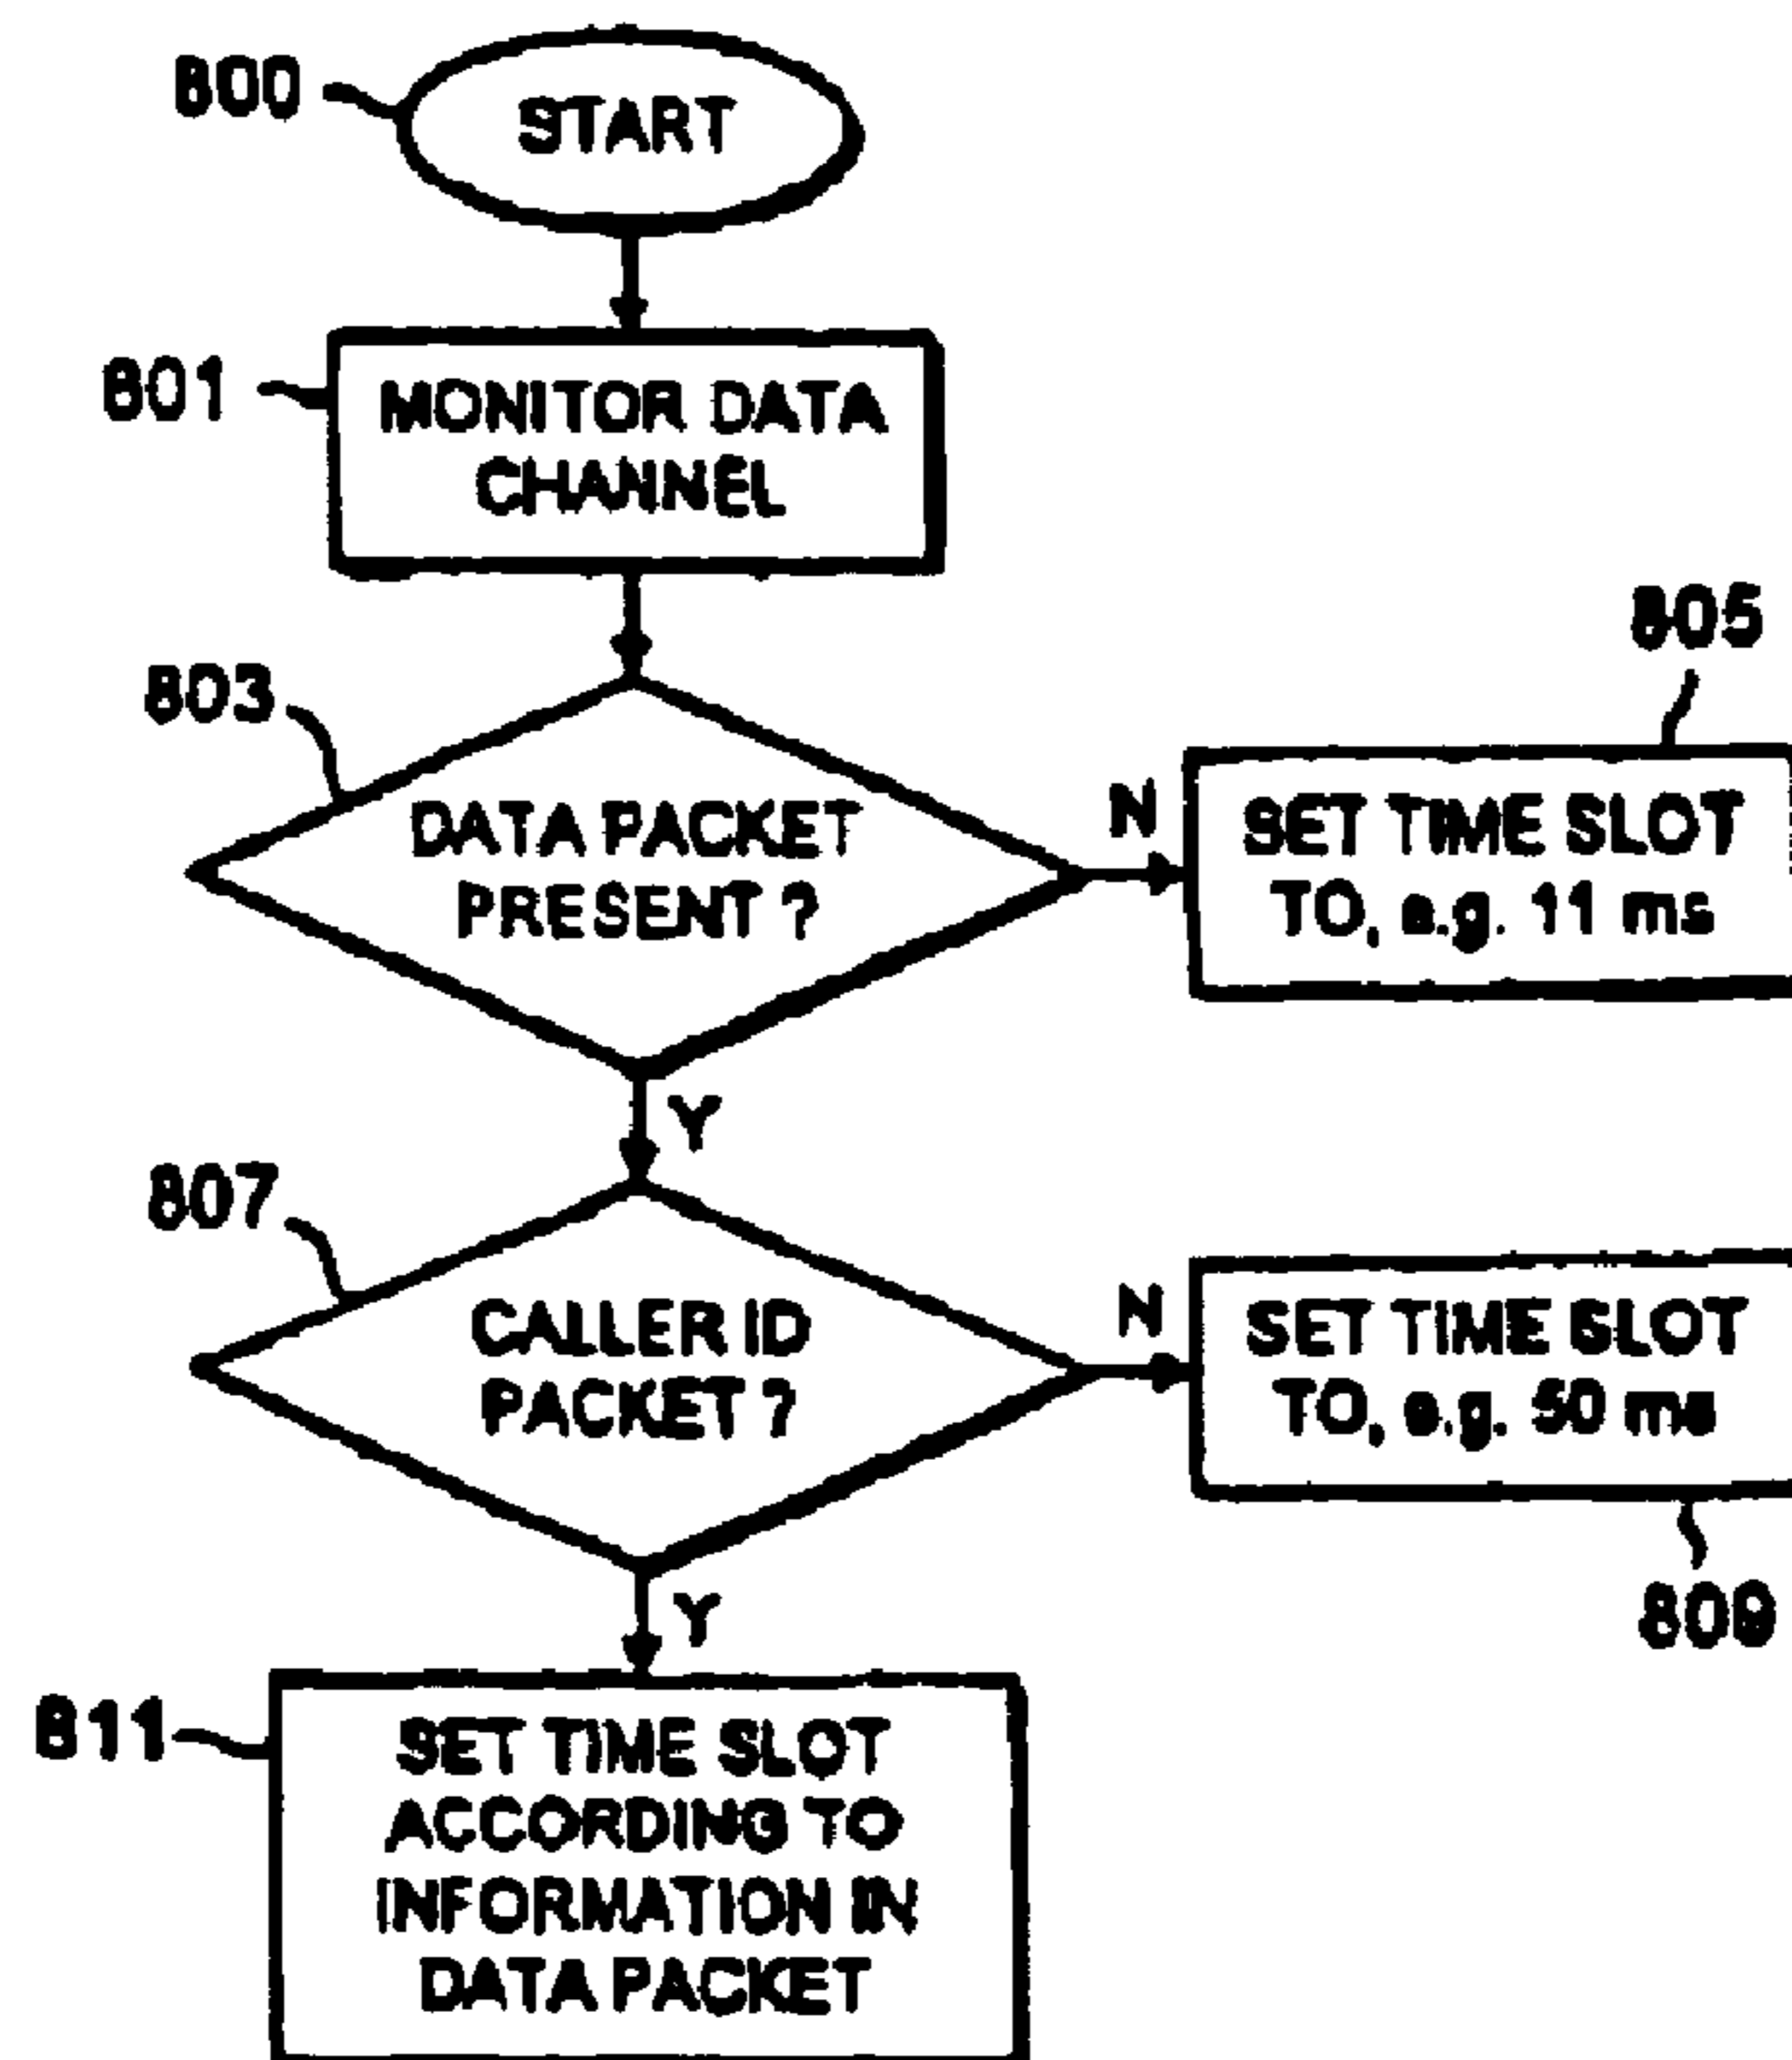 800
START
801
MONITOR DATA
CHANNEL
803
DATA PACKET
PRESENT ?
N
805
SET TIME SLOT
TO, e.g. 11 ms
Y
807
CALLER ID
PACKET ?
N
SET TIME SLOT
TO, e.g. 50 ms
809
Y
811
SET TIME SLOT
ACCORDING TO
INFORMATION IN
DATA PACKET